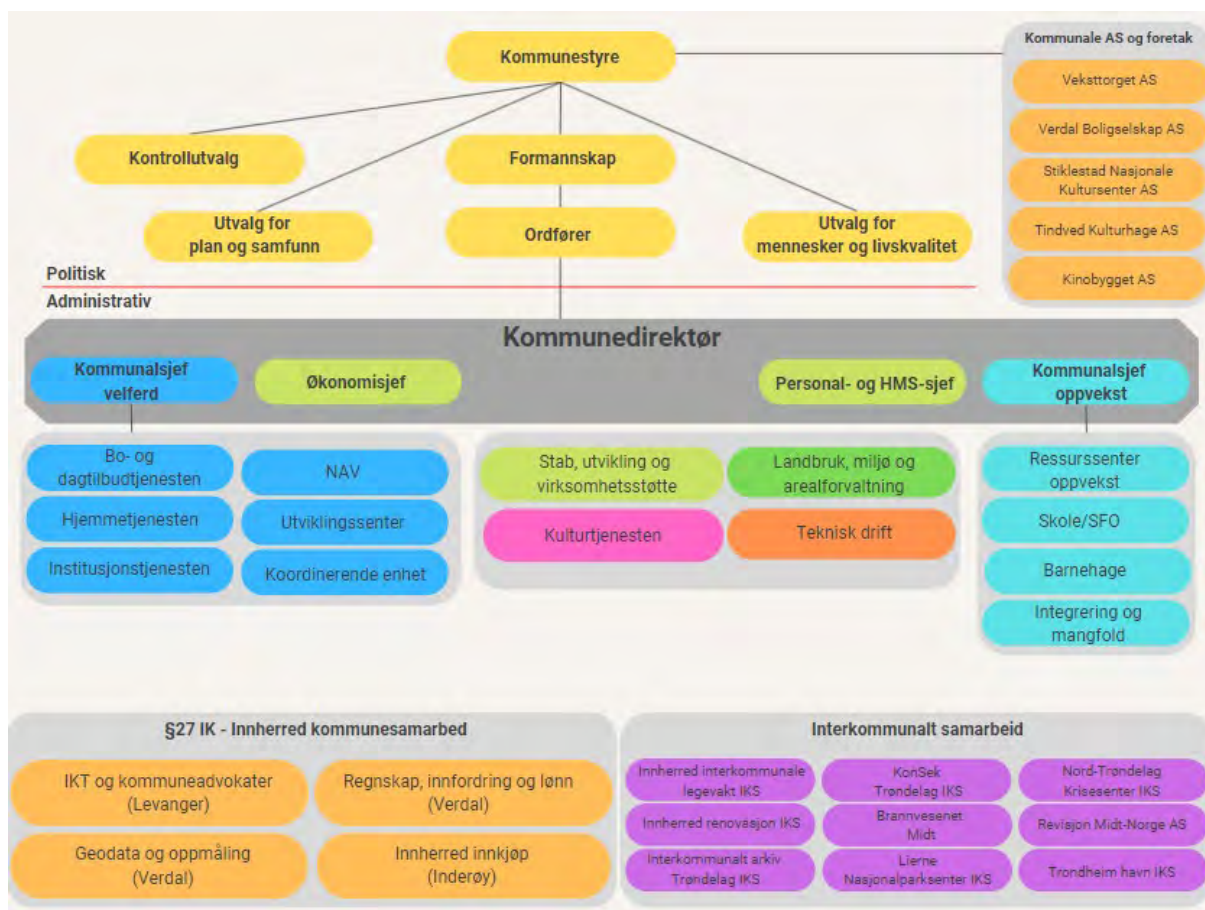 Kommunestyre
Kommunale AS og foretak
Veksttorget AS
Verdal Boligselskap AS
Stiklestad Nasjonale
Kultursenter AS
Tindved Kulturhage AS
Kinobygget AS
Kontrollutvalg
Formannskap
Utvalg for
plan og samfunn
Ordfører
Utvalg for
mennesker og livskvalitet
Politisk
Administrativ
Kommunedirektør
Kommunalsjef
velferd
Økonomisjef
Personal- og HMS-sjef
Kommunalsjef
oppvekst
Bo- og
dagtilbudtjenesten
NAV
Hjemmetjenesten
Utviklingssenter
Institusjonstjenesten
Koordinerende enhet
Stab, utvikling og
virksomhetsstøtte
Landbruk, miljø og
arealforvaltning
Kulturtjenesten
Teknisk drift
Ressurssenter
oppvekst
Skole/SFO
Barnehage
Integrering og
mangfold
§27 IK - Innherred kommunesamarbed
IKT og kommuneadvokater
(Levanger)
Regnskap, innfordring og lønn
(Verdal)
Geodata og oppmåling
(Verdal)
Innherred innkjøp
(Inderøy)
Interkommunalt samarbeid
Innherred interkommunale
legevakt IKS
KonSek
Trøndelag IKS
Nord-Trøndelag
Krisesenter IKS
Innherred renovasjon IKS
Brannvesenet
Midt
Revisjon Midt-Norge AS
Interkommunalt arkiv
Trøndelag IKS
Lierne
Nasjonalparksenter IKS
Trondheim havn IKS